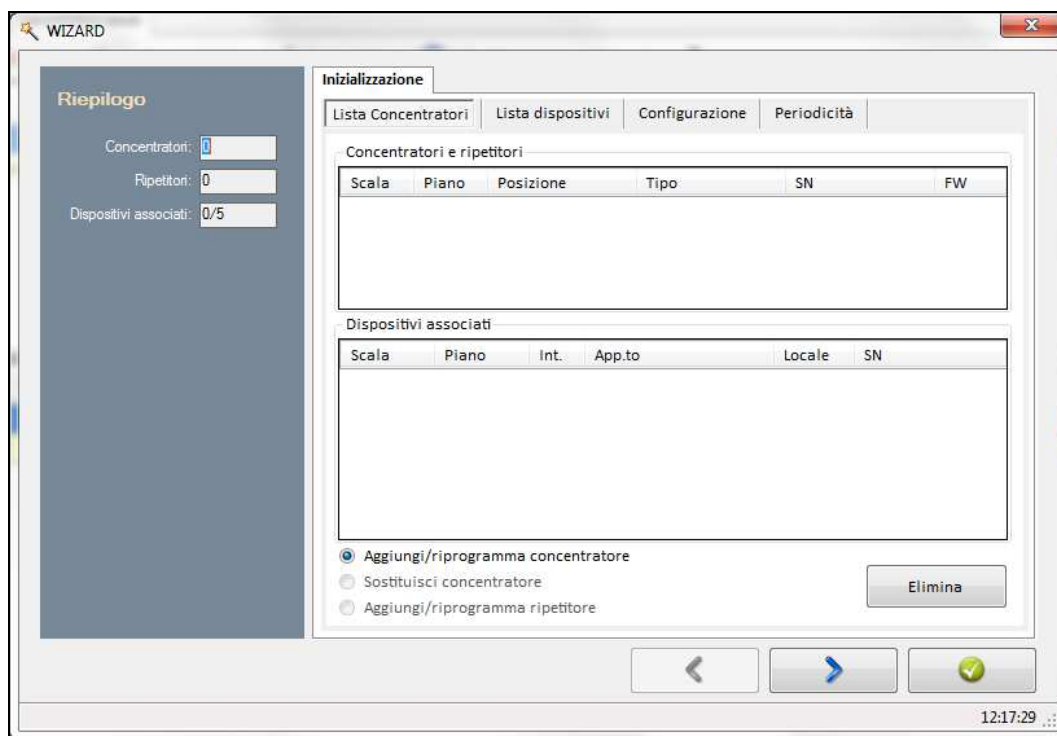 WIZARD
Riepilogo
Concentratori: 0
Ripetitori: 0
Dispositivi associati: 0/5
Inizializzazione
Lista Concentratori Lista dispositivi Configurazione Periodicità
Concentratori e ripetitori
Scala Piano Posizione Tipo SN FW
Dispositivi associati
Scala Piano Int. App.to Locale SN
Aggiungi/riprogramma concentratore
Sostituisci concentratore
Aggiungi/riprogramma ripetitore
Elimina
12:17:29